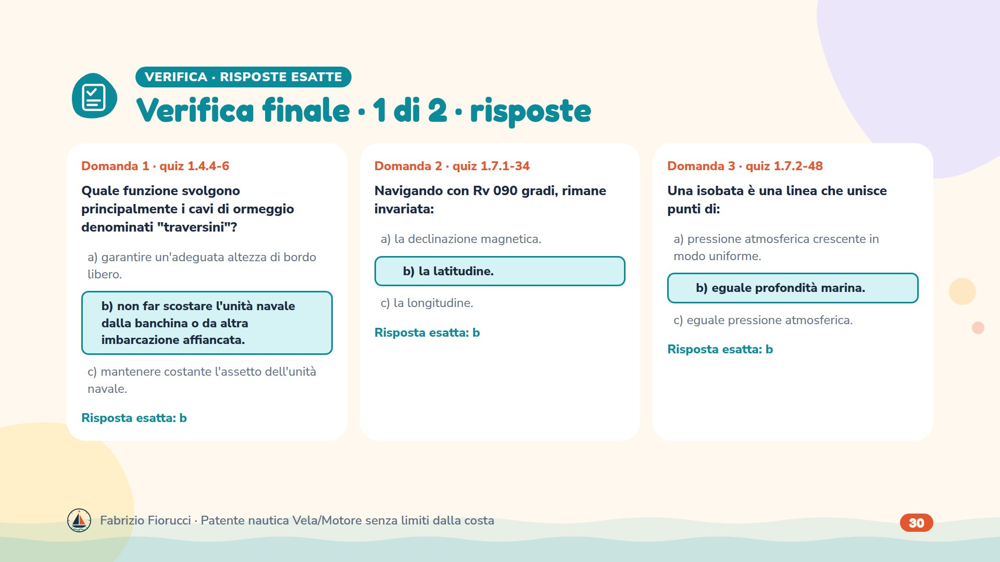 VERIFICA · RISPOSTE ESATTE
Verifica finale · 1 di 2 · risposte
Domanda 1 · quiz 1.4.4-6
Quale funzione svolgono
principalmente i cavi di ormeggio
denominati "traversini"?
a) garantire un'adeguata altezza di bordo
libero.
b) non far scostare l'unità navale
dalla banchina o da altra
imbarcazione affiancata.
c) mantenere costante l'assetto dell'unità
navale.
Risposta esatta: b
Domanda 2 · quiz 1.7.1-34
Navigando con Rv 090 gradi, rimane
invariata:
a) la declinazione magnetica.
b) la latitudine.
c) la longitudine.
Risposta esatta: b
Domanda 3 · quiz 1.7.2-48
Una isobata è una linea che unisce
punti di:
a) pressione atmosferica crescente in
modo uniforme.
b) eguale profondità marina.
c) eguale pressione atmosferica.
Risposta esatta: b
Fabrizio Fiorucci · Patente nautica Vela/Motore senza limiti dalla costa
30